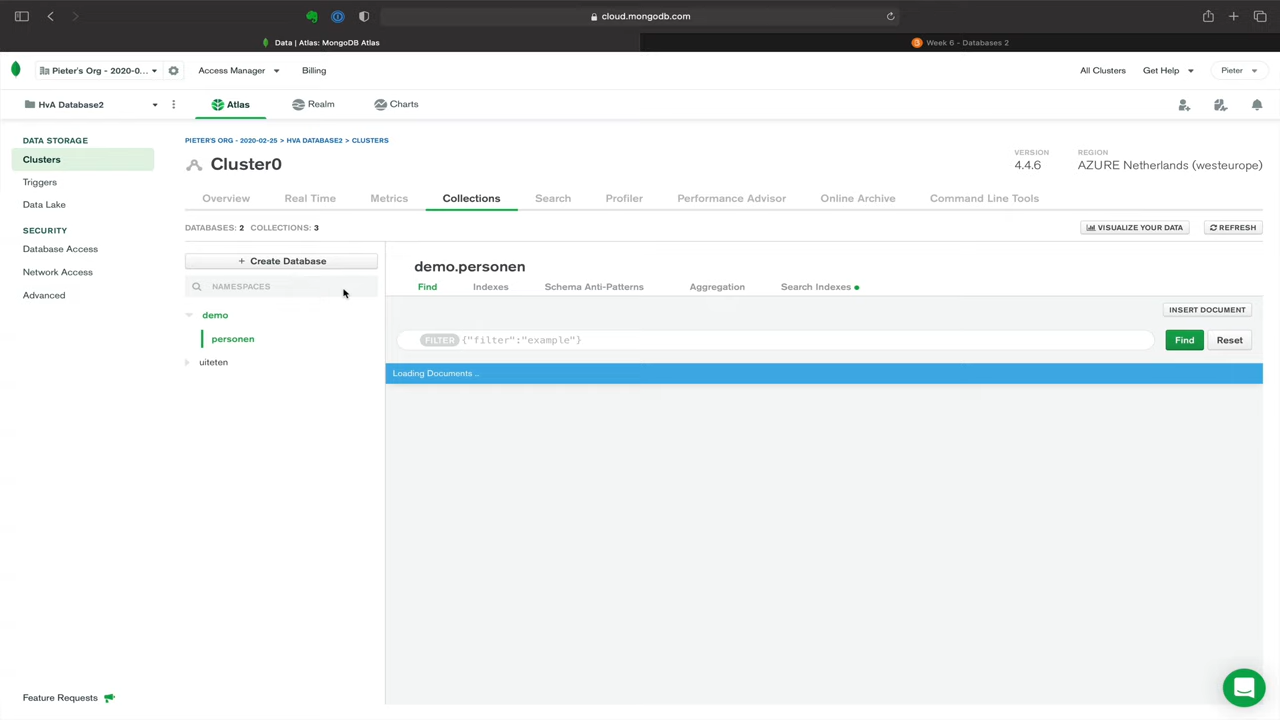 cloud.mongodb.com
Data | Atlas: MongoDB Atlas
3 Week 6 - Databases 2
Pieter's Org - 2020-0...
Access Manager
Billing
All Clusters
Get Help
Pieter
HvA Database2
Atlas
Realm
Charts
DATA STORAGE
Clusters
Triggers
Data Lake
SECURITY
Database Access
Network Access
Advanced
Feature Requests
PIETER'S ORG - 2020-02-25 > HVA DATABASE2 > CLUSTERS
Cluster0
VERSION
4.4.6
REGION
AZURE Netherlands (westeurope)
Overview
Real Time
Metrics
Collections
Search
Profiler
Performance Advisor
Online Archive
Command Line Tools
DATABASES: 2 COLLECTIONS: 3
VISUALIZE YOUR DATA
REFRESH
+ Create Database
NAMESPACES
demo
personen
uiteten
demo.personen
Find
Indexes
Schema Anti-Patterns
Aggregation
Search Indexes
INSERT DOCUMENT
FILTER {"filter":"example"}
Find
Reset
Loading Documents ..